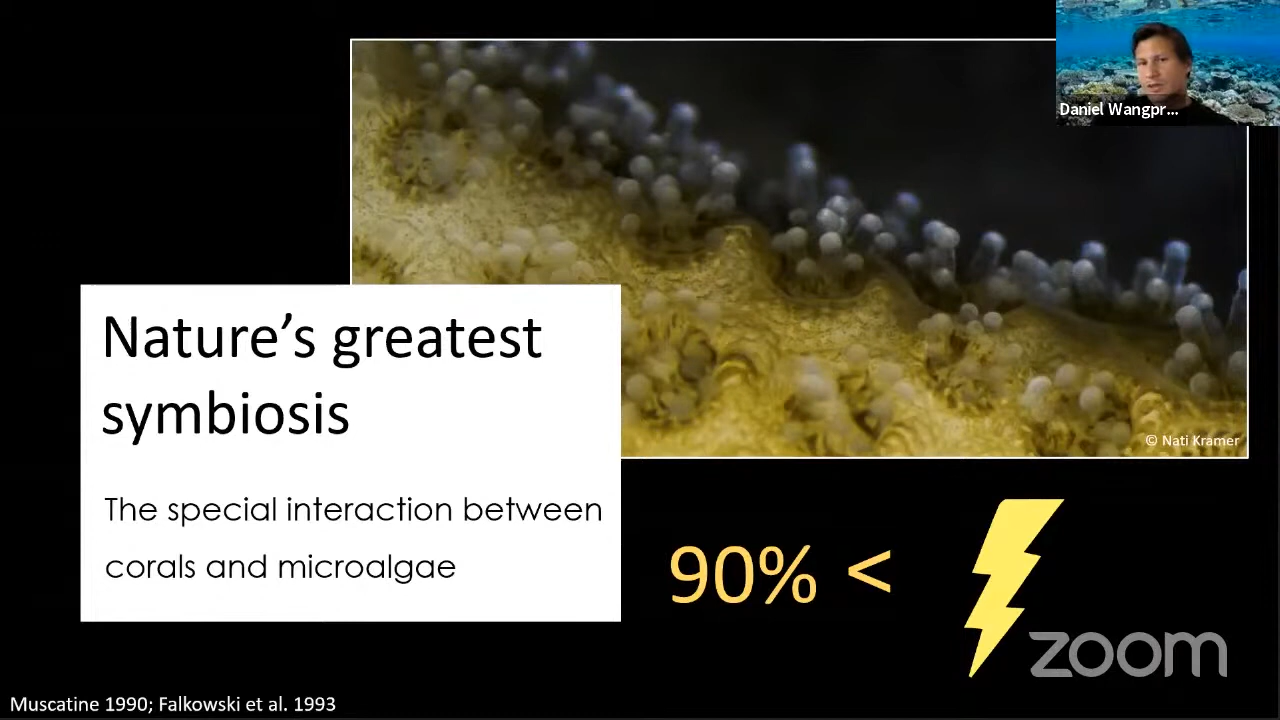 Daniel Wangpr...
© Nati Kramer
Nature’s greatest
symbiosis
The special interaction between
corals and microalgae
90% <
zoom
Muscatine 1990; Falkowski et al. 1993